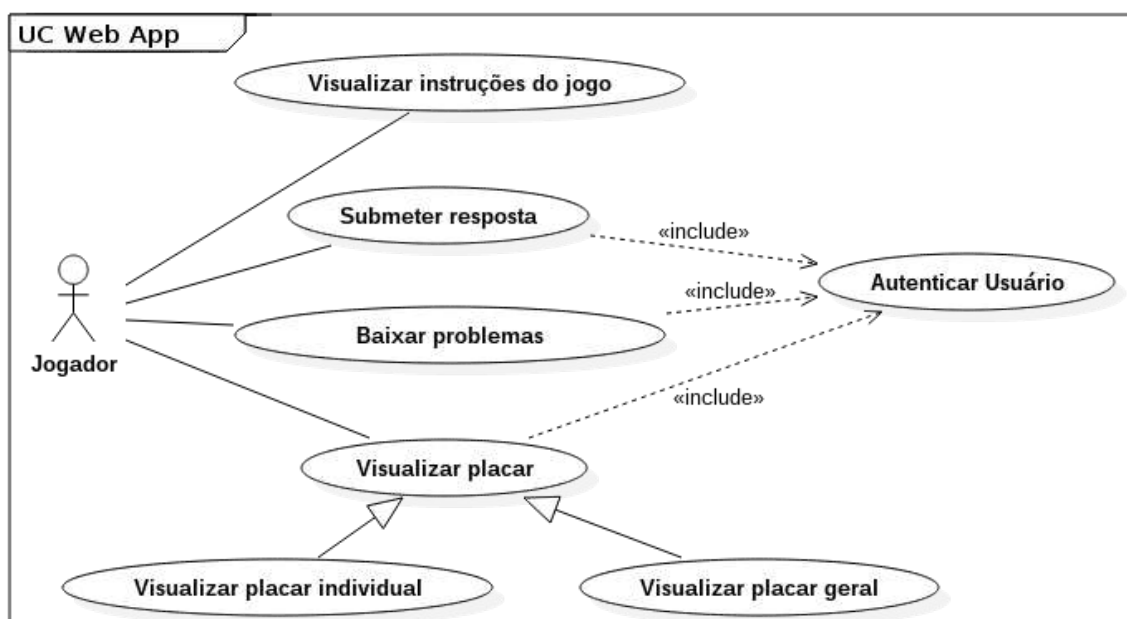 UC Web App
Visualizar instruções do jogo
Submeter resposta
«include»
Autenticar Usuário
«include»
Baixar problemas
Jogador
«include»
Visualizar placar
Visualizar placar individual
Visualizar placar geral